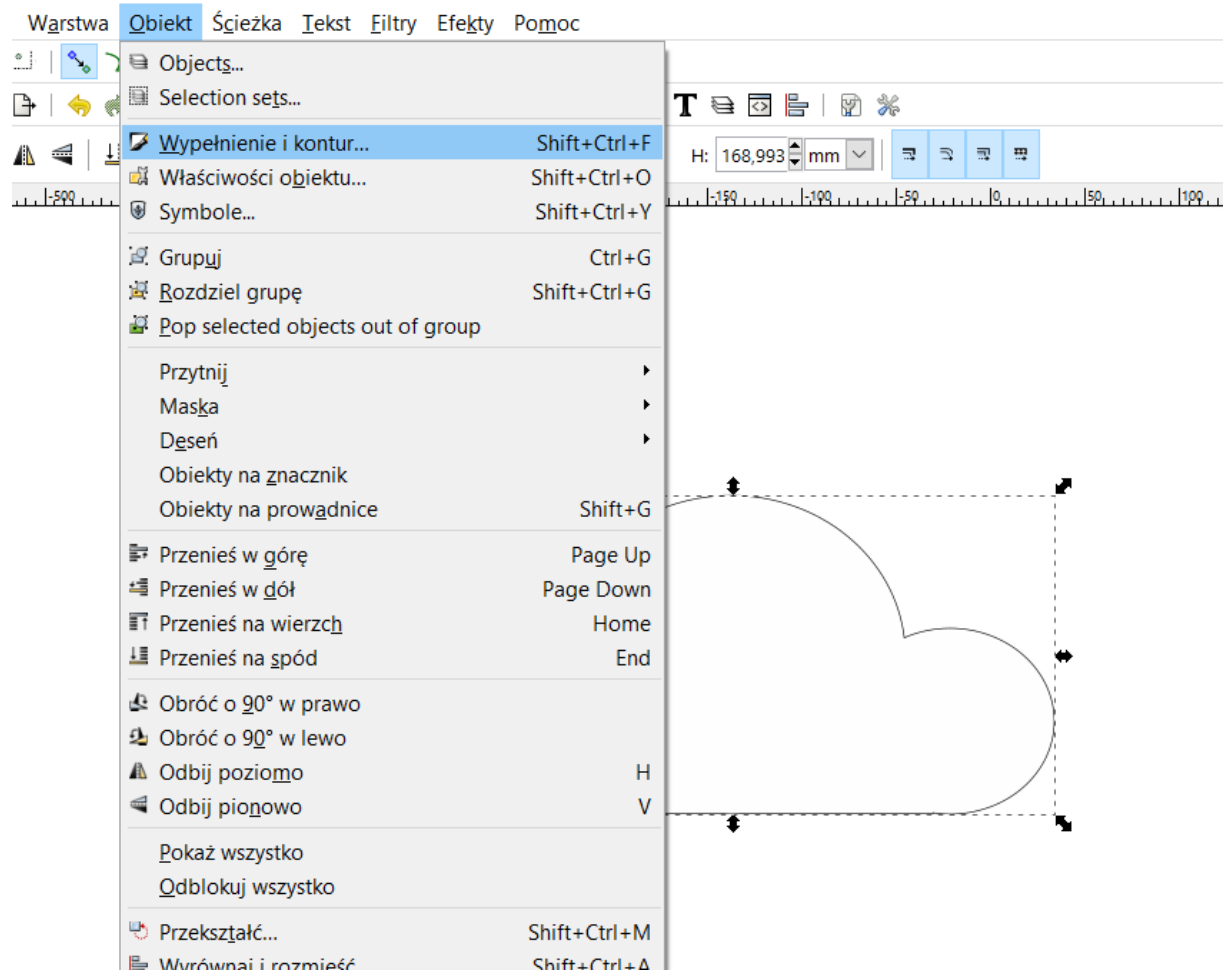 Warstwa Obiekt Ścieżka Tekst Filtry Efekty Pomoc
Objects...
Selection sets...
Wypełnienie i kontur... Shift+Ctrl+F
H: 168,993 mm
Właściwości obiektu... Shift+Ctrl+O
-500 -150 -100 -50 0 50 100
Symbole... Shift+Ctrl+Y
Grupuj Ctrl+G
Rozdziel grupę Shift+Ctrl+G
Pop selected objects out of group
Przytnij
Maska
Deseń
Obiekty na znacznik
Obiekty na prowadnice Shift+G
Przenieś w górę Page Up
Przenieś w dół Page Down
Przenieś na wierzch Home
Przenieś na spód End
Obróć o 90° w prawo
Obróć o 90° w lewo
Odbij poziomo H
Odbij pionowo V
Pokaż wszystko
Odblokuj wszystko
Przekształć... Shift+Ctrl+M
Wyrównaj i rozmieść Shift+Ctrl+A